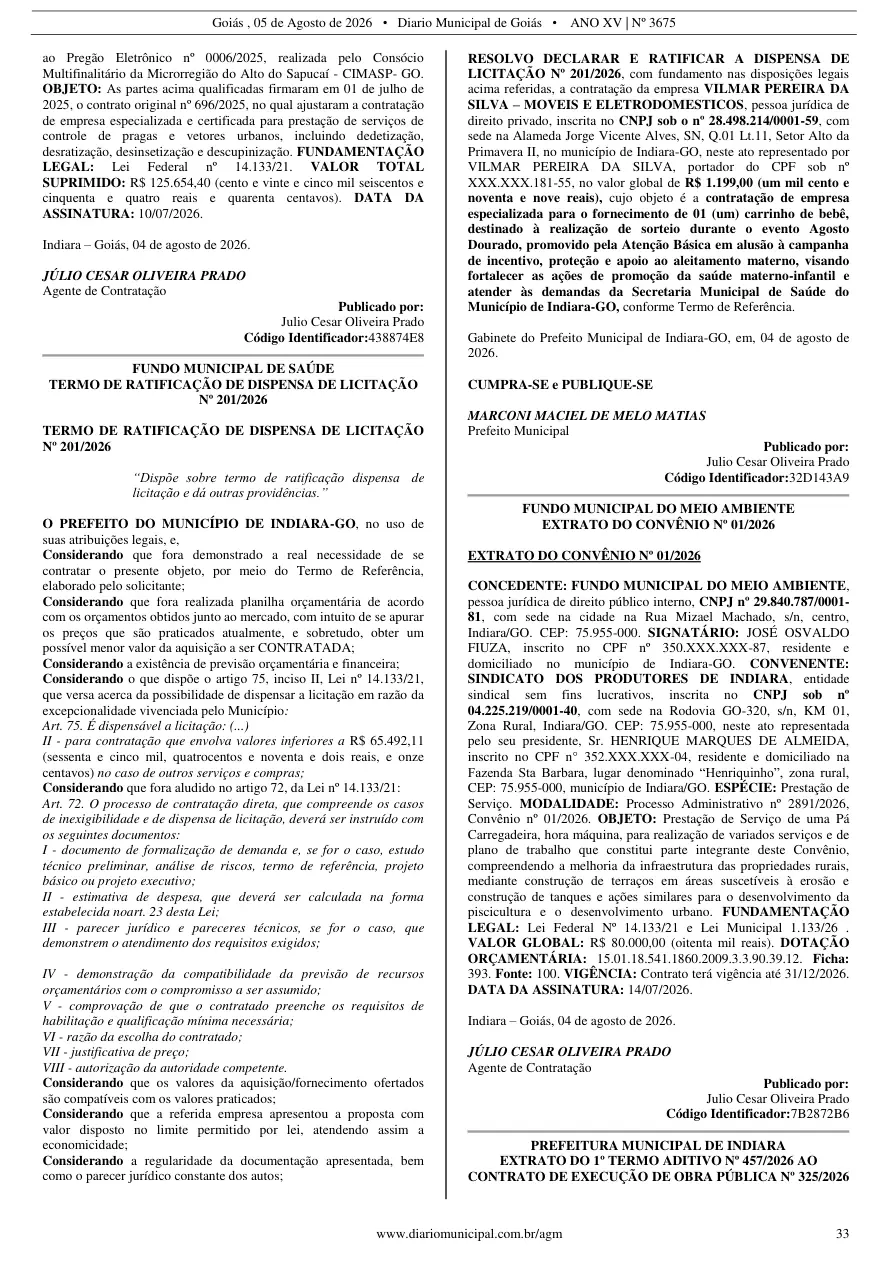 Goiás , 05 de Agosto de 2026 • Diario Municipal de Goiás • ANO XV | Nº 3675
ao Pregão Eletrônico nº 0006/2025, realizada pelo Consócio
Multifinalitário da Microrregião do Alto do Sapucaí - CIMASP- GO.
OBJETO: As partes acima qualificadas firmaram em 01 de julho de
2025, o contrato original nº 696/2025, no qual ajustaram a contratação
de empresa especializada e certificada para prestação de serviços de
controle de pragas e vetores urbanos, incluindo dedetização,
desratização, desinsetização e descupinização. FUNDAMENTAÇÃO
LEGAL: Lei Federal nº 14.133/21. VALOR TOTAL
SUPRIMIDO: R$ 125.654,40 (cento e vinte e cinco mil seiscentos e
cinquenta e quatro reais e quarenta centavos). DATA DA
ASSINATURA: 10/07/2026.
Indiara – Goiás, 04 de agosto de 2026.
JÚLIO CESAR OLIVEIRA PRADO
Agente de Contratação
Publicado por:
Julio Cesar Oliveira Prado
Código Identificador:438874E8
FUNDO MUNICIPAL DE SAÚDE
TERMO DE RATIFICAÇÃO DE DISPENSA DE LICITAÇÃO
Nº 201/2026
TERMO DE RATIFICAÇÃO DE DISPENSA DE LICITAÇÃO
Nº 201/2026
“Dispõe sobre termo de ratificação dispensa de
licitação e dá outras providências.”
O PREFEITO DO MUNICÍPIO DE INDIARA-GO, no uso de
suas atribuições legais, e,
Considerando que fora demonstrado a real necessidade de se
contratar o presente objeto, por meio do Termo de Referência,
elaborado pelo solicitante;
Considerando que fora realizada planilha orçamentária de acordo
com os orçamentos obtidos junto ao mercado, com intuito de se apurar
os preços que são praticados atualmente, e sobretudo, obter um
possível menor valor da aquisição a ser CONTRATADA;
Considerando a existência de previsão orçamentária e financeira;
Considerando o que dispõe o artigo 75, inciso II, Lei nº 14.133/21,
que versa acerca da possibilidade de dispensar a licitação em razão da
excepcionalidade vivenciada pelo Município:
Art. 75. É dispensável a licitação: (...)
II - para contratação que envolva valores inferiores a R$ 65.492,11
(sessenta e cinco mil, quatrocentos e noventa e dois reais, e onze
centavos) no caso de outros serviços e compras;
Considerando que fora aludido no artigo 72, da Lei nº 14.133/21:
Art. 72. O processo de contratação direta, que compreende os casos
de inexigibilidade e de dispensa de licitação, deverá ser instruído com
os seguintes documentos:
I - documento de formalização de demanda e, se for o caso, estudo
técnico preliminar, análise de riscos, termo de referência, projeto
básico ou projeto executivo;
II - estimativa de despesa, que deverá ser calculada na forma
estabelecida noart. 23 desta Lei;
III - parecer jurídico e pareceres técnicos, se for o caso, que
demonstrem o atendimento dos requisitos exigidos;
IV - demonstração da compatibilidade da previsão de recursos
orçamentários com o compromisso a ser assumido;
V - comprovação de que o contratado preenche os requisitos de
habilitação e qualificação mínima necessária;
VI - razão da escolha do contratado;
VII - justificativa de preço;
VIII - autorização da autoridade competente.
Considerando que os valores da aquisição/fornecimento ofertados
são compatíveis com os valores praticados;
Considerando que a referida empresa apresentou a proposta com
valor disposto no limite permitido por lei, atendendo assim a
economicidade;
Considerando a regularidade da documentação apresentada, bem
como o parecer jurídico constante dos autos;
RESOLVO DECLARAR E RATIFICAR A DISPENSA DE
LICITAÇÃO Nº 201/2026, com fundamento nas disposições legais
acima referidas, a contratação da empresa VILMAR PEREIRA DA
SILVA – MOVEIS E ELETRODOMESTICOS, pessoa jurídica de
direito privado, inscrita no CNPJ sob o nº 28.498.214/0001-59, com
sede na Alameda Jorge Vicente Alves, SN, Q.01 Lt.11, Setor Alto da
Primavera II, no município de Indiara-GO, neste ato representado por
VILMAR PEREIRA DA SILVA, portador do CPF sob nº
XXX.XXX.181-55, no valor global de R$ 1.199,00 (um mil cento e
noventa e nove reais), cujo objeto é a contratação de empresa
especializada para o fornecimento de 01 (um) carrinho de bebê,
destinado à realização de sorteio durante o evento Agosto
Dourado, promovido pela Atenção Básica em alusão à campanha
de incentivo, proteção e apoio ao aleitamento materno, visando
fortalecer as ações de promoção da saúde materno-infantil e
atender às demandas da Secretaria Municipal de Saúde do
Município de Indiara-GO, conforme Termo de Referência.
Gabinete do Prefeito Municipal de Indiara-GO, em, 04 de agosto de
2026.
CUMPRA-SE e PUBLIQUE-SE
MARCONI MACIEL DE MELO MATIAS
Prefeito Municipal
Publicado por:
Julio Cesar Oliveira Prado
Código Identificador:32D143A9
FUNDO MUNICIPAL DO MEIO AMBIENTE
EXTRATO DO CONVÊNIO Nº 01/2026
EXTRATO DO CONVÊNIO Nº 01/2026
CONCEDENTE: FUNDO MUNICIPAL DO MEIO AMBIENTE,
pessoa jurídica de direito público interno, CNPJ nº 29.840.787/0001-
81, com sede na cidade na Rua Mizael Machado, s/n, centro,
Indiara/GO. CEP: 75.955-000. SIGNATÁRIO: JOSÉ OSVALDO
FIUZA, inscrito no CPF nº 350.XXX.XXX-87, residente e
domiciliado no município de Indiara-GO. CONVENENTE:
SINDICATO DOS PRODUTORES DE INDIARA, entidade
sindical sem fins lucrativos, inscrita no CNPJ sob nº
04.225.219/0001-40, com sede na Rodovia GO-320, s/n, KM 01,
Zona Rural, Indiara/GO. CEP: 75.955-000, neste ato representada
pelo seu presidente, Sr. HENRIQUE MARQUES DE ALMEIDA,
inscrito no CPF n° 352.XXX.XXX-04, residente e domiciliado na
Fazenda Sta Barbara, lugar denominado “Henriquinho”, zona rural,
CEP: 75.955-000, município de Indiara/GO. ESPÉCIE: Prestação de
Serviço. MODALIDADE: Processo Administrativo nº 2891/2026,
Convênio nº 01/2026. OBJETO: Prestação de Serviço de uma Pá
Carregadeira, hora máquina, para realização de variados serviços e de
plano de trabalho que constitui parte integrante deste Convênio,
compreendendo a melhoria da infraestrutura das propriedades rurais,
mediante construção de terraços em áreas suscetíveis à erosão e
construção de tanques e ações similares para o desenvolvimento da
piscicultura e o desenvolvimento urbano. FUNDAMENTAÇÃO
LEGAL: Lei Federal Nº 14.133/21 e Lei Municipal 1.133/26 .
VALOR GLOBAL: R$ 80.000,00 (oitenta mil reais). DOTAÇÃO
ORÇAMENTÁRIA: 15.01.18.541.1860.2009.3.3.90.39.12. Ficha:
393. Fonte: 100. VIGÊNCIA: Contrato terá vigência até 31/12/2026.
DATA DA ASSINATURA: 14/07/2026.
Indiara – Goiás, 04 de agosto de 2026.
JÚLIO CESAR OLIVEIRA PRADO
Agente de Contratação
Publicado por:
Julio Cesar Oliveira Prado
Código Identificador:7B2872B6
PREFEITURA MUNICIPAL DE INDIARA
EXTRATO DO 1º TERMO ADITIVO Nº 457/2026 AO
CONTRATO DE EXECUÇÃO DE OBRA PÚBLICA Nº 325/2026
www.diariomunicipal.com.br/agm
33